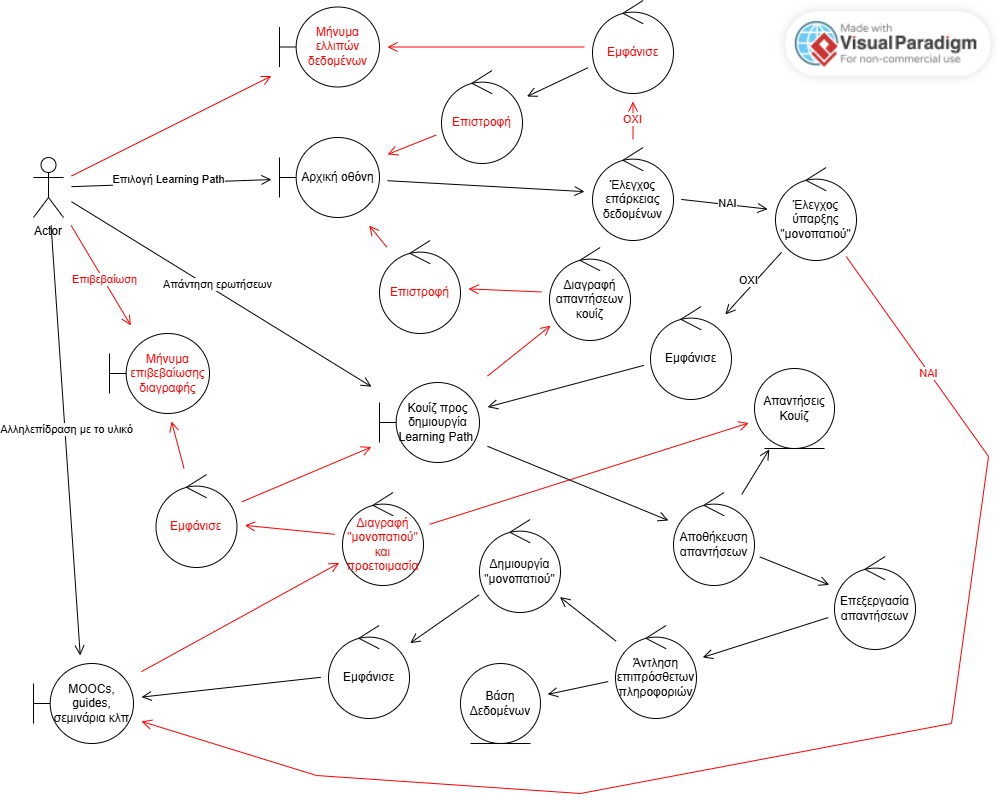 Μήνυμα
ελλιπών
δεδομένων
Εμφάνισε
Made with
VisualParadigm
For non-commercial use
Επιστροφή
ΟΧΙ
Actor
Επιλογή Learning Path
Αρχική οθόνη
Έλεγχος
επάρκειας
δεδομένων
ΝΑΙ
Έλεγχος
ύπαρξης
"μονοπατιού"
Επιβεβαίωση
Απάντηση ερωτήσεων
Επιστροφή
Διαγραφή
απαντήσεων
κουίζ
ΟΧΙ
Εμφάνισε
Μήνυμα
επιβεβαίωσης
διαγραφής
ΝΑΙ
Αλληλεπίδραση με το υλικό
Κουίζ προς
δημιουργία
Learning Path
Απαντήσεις
Κουίζ
Εμφάνισε
Διαγραφή
"μονοπατιού"
και
προετοιμασία
Αποθήκευση
απαντήσεων
Δημιουργία
"μονοπατιού"
Επεξεργασία
απαντήσεων
MOOCs,
guides,
σεμινάρια κλπ
Εμφάνισε
Βάση
Δεδομένων
Άντληση
επιπρόσθετων
πληροφοριών